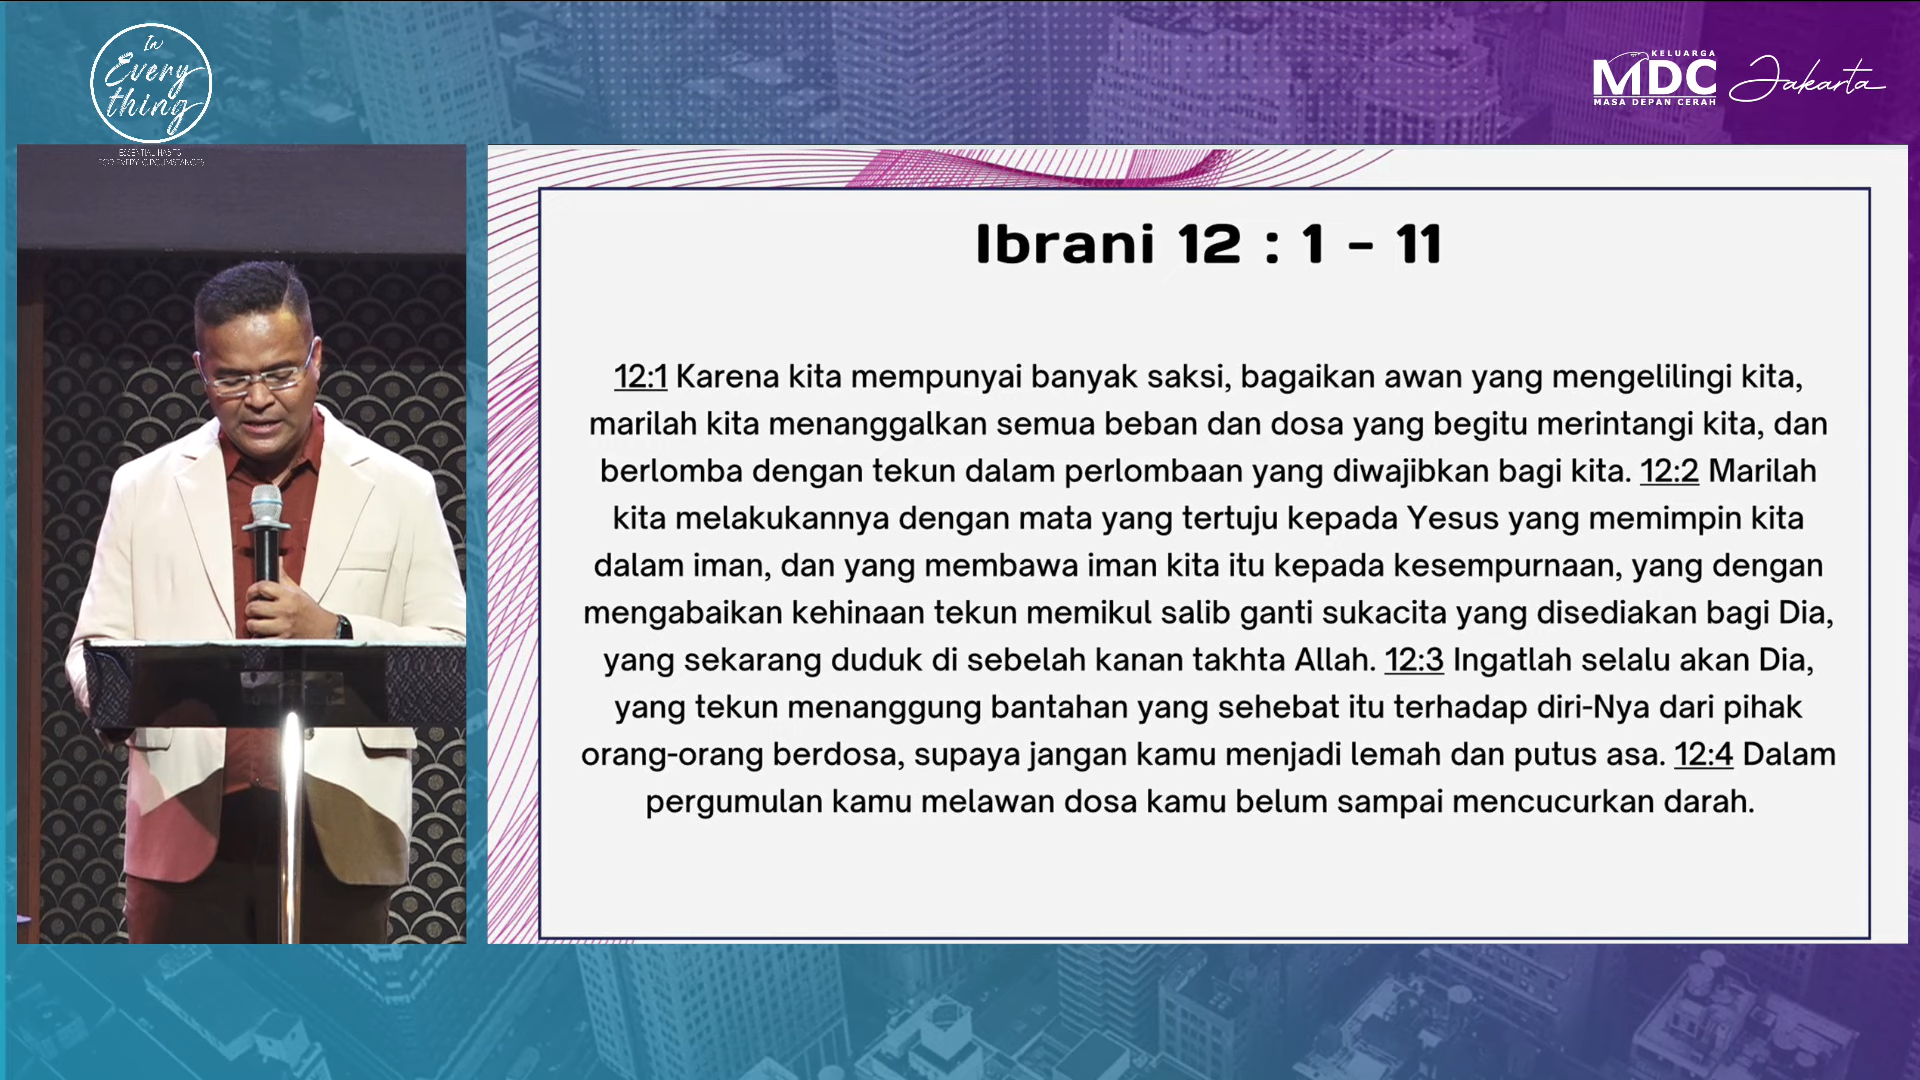 In
Every
thing
ESSENTIAL HABITS
FOR EVERY CIRCUMSTANCES
KELUARGA
MDC Jakarta
MASA DEPAN CERAH
Ibrani 12 : 1 - 11
12:1 Karena kita mempunyai banyak saksi, bagaikan awan yang mengelilingi kita,
marilah kita menanggalkan semua beban dan dosa yang begitu merintangi kita, dan
berlomba dengan tekun dalam perlombaan yang diwajibkan bagi kita. 12:2 Marilah
kita melakukannya dengan mata yang tertuju kepada Yesus yang memimpin kita
dalam iman, dan yang membawa iman kita itu kepada kesempurnaan, yang dengan
mengabaikan kehinaan tekun memikul salib ganti sukacita yang disediakan bagi Dia,
yang sekarang duduk di sebelah kanan takhta Allah. 12:3 Ingatlah selalu akan Dia,
yang tekun menanggung bantahan yang sehebat itu terhadap diri-Nya dari pihak
orang-orang berdosa, supaya jangan kamu menjadi lemah dan putus asa. 12:4 Dalam
pergumulan kamu melawan dosa kamu belum sampai mencucurkan darah.